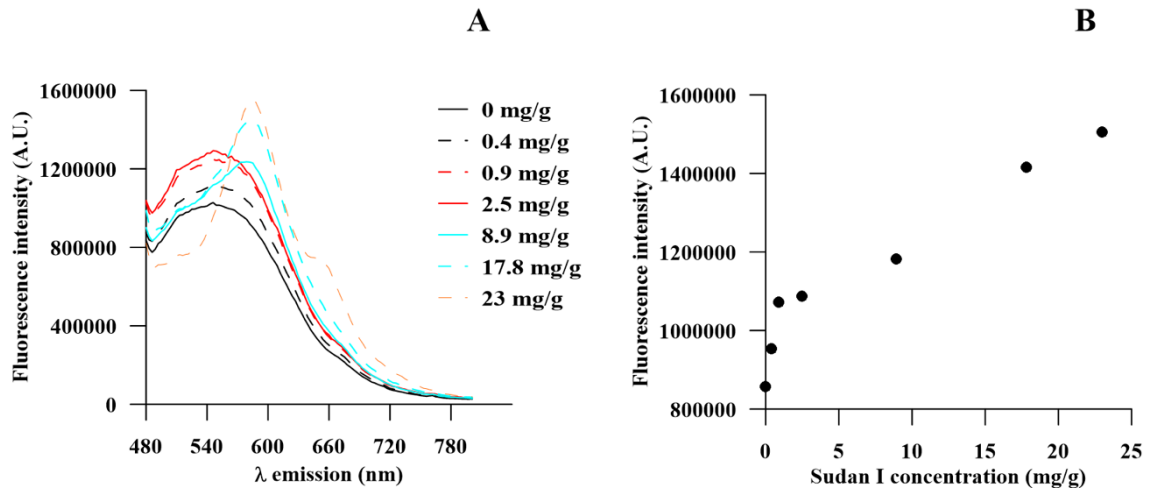 A
Fluorescence intensity (A.U.)
1600000
1200000
800000
400000
0
480
540
600
660
720
780
λ emission (nm)
0 mg/g
0.4 mg/g
0.9 mg/g
2.5 mg/g
8.9 mg/g
17.8 mg/g
23 mg/g
B
Fluorescence intensity (A.U.)
1600000
1400000
1200000
1000000
800000
0
5
10
15
20
25
Sudan I concentration (mg/g)